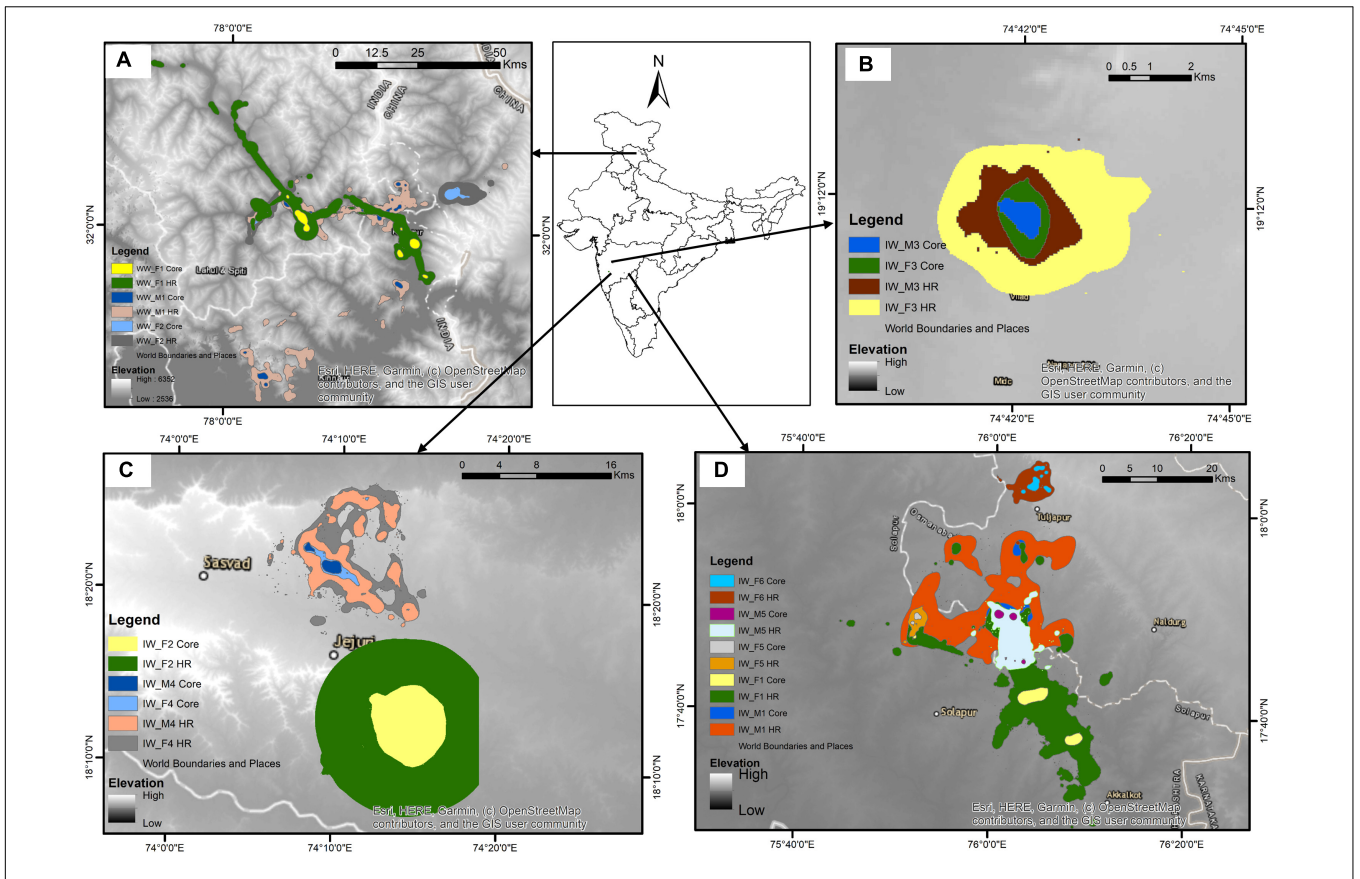 78°0'0"E
A
0 12.5 25 50
Kms
INDIA
CHINA
INDIA
CHINA
32°0'0"N
32°0'0"N
Lahul & Spiti
INDIA
Legend
WW_F1 Core
WW_F1 HR
WW_M1 Core
WW_M1 HR
WW_F2 Core
WW_F2 HR
World Boundaries and Places
Elevation
High : 6352
Low : 2536
Esri, HERE, Garmin, (c) OpenStreetMap
contributors, and the GIS user
community
78°0'0"E
N
74°42'0"E
74°45'0"E
B
0 0.5 1 2
Kms
19°12'0"N
19°12'0"N
Legend
IW_M3 Core
IW_F3 Core
IW_M3 HR
IW_F3 HR
World Boundaries and Places
Elevation
High
Low
Midc
Esri, HERE, Garmin, (c)
OpenStreetMap contributors, and the
GIS user community
74°42'0"E
74°45'0"E
74°0'0"E
74°10'0"E
74°20'0"E
C
0 4 8 16
Kms
Sasvad
Jejuri
18°20'0"N
18°20'0"N
18°10'0"N
18°10'0"N
Legend
IW_F2 Core
IW_F2 HR
IW_M4 Core
IW_F4 Core
IW_M4 HR
IW_F4 HR
World Boundaries and Places
Elevation
High
Low
Esri, HERE, Garmin, (c) OpenStreetMap
contributors, and the GIS user community
74°0'0"E
74°10'0"E
74°20'0"E
75°40'0"E
76°0'0"E
76°20'0"E
D
0 5 10 20
Kms
18°0'0"N
18°0'0"N
Tuljapur
Osmanaba
Solapur
Naldurg
Solapur
Solapur
17°40'0"N
17°40'0"N
Akkalkot
Legend
IW_F6 Core
IW_F6 HR
IW_M5 Core
IW_M5 HR
IW_F5 Core
IW_F5 HR
IW_F1 Core
IW_F1 HR
IW_M1 Core
IW_M1 HR
World Boundaries and Places
Elevation
High
Low
Esri, HERE, Garmin, (c) OpenStreetMap
contributors, and the GIS user community
75°40'0"E
76°0'0"E
76°20'0"E